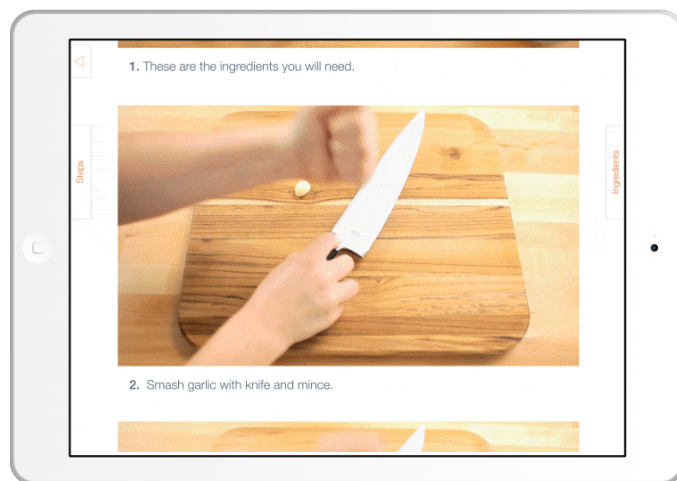 1. These are the ingredients you will need.
Steps
Ingredients
2. Smash garlic with knife and mince.